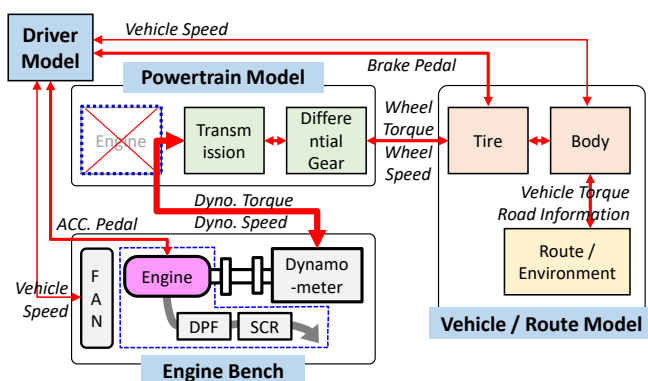 Driver
Model
Vehicle Speed
Brake Pedal
Powertrain Model
Engine
Transm
ission
Differe
ntial
Gear
Wheel
Torque
Wheel
Speed
Tire
Body
Vehicle Torque
Road Information
Route /
Environment
Vehicle / Route Model
Dyno. Torque
Dyno. Speed
ACC. Pedal
Vehicle
Speed
F
A
N
Engine
Dynamo
-meter
DPF
SCR
Engine Bench